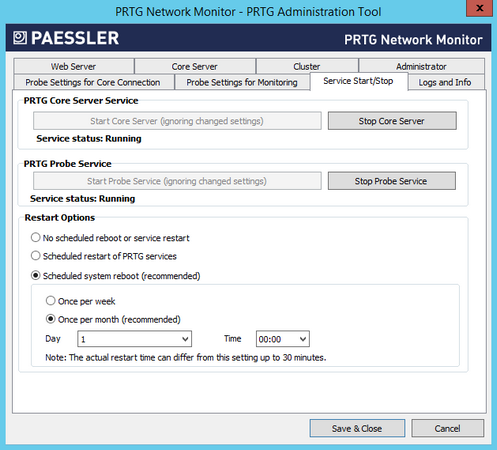 PRTG Network Monitor - PRTG Administration Tool
x
PAESSLER
PRTG Network Monitor
Web Server
Core Server
Cluster
Administrator
Probe Settings for Core Connection
Probe Settings for Monitoring
Service Start/Stop
Logs and Info
PRTG Core Server Service
Start Core Server (ignoring changed settings)
Stop Core Server
Service status: Running
PRTG Probe Service
Start Probe Service (ignoring changed settings)
Stop Probe Service
Service status: Running
Restart Options
No scheduled reboot or service restart
Scheduled restart of PRTG services
Scheduled system reboot (recommended)
Once per week
Once per month (recommended)
Day 1 Time 00:00
Note: The actual restart time can differ from this setting up to 30 minutes.
Save & Close
Cancel